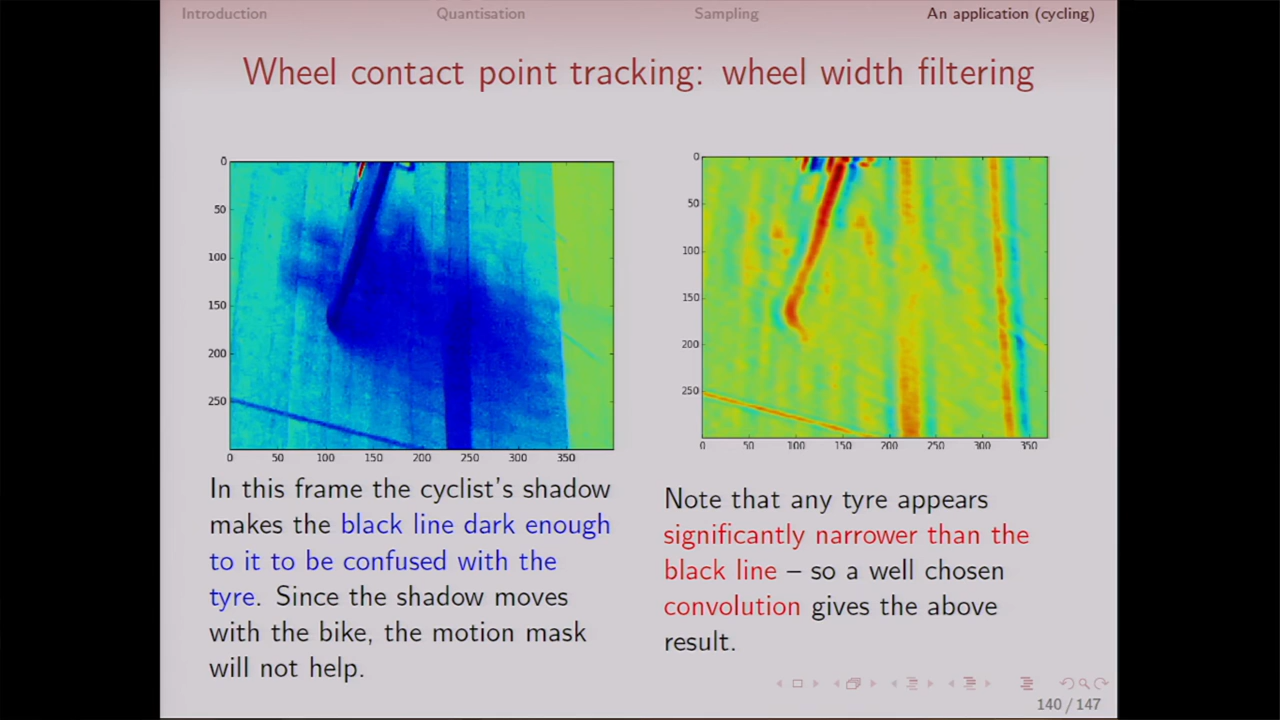 Introduction Quantisation Sampling An application (cycling)
Wheel contact point tracking: wheel width filtering
0
50
100
150
200
250
0 50 100 150 200 250 300 350
In this frame the cyclist's shadow
makes the black line dark enough
to it to be confused with the
tyre. Since the shadow moves
with the bike, the motion mask
will not help.
0
50
100
150
200
250
0 50 100 150 200 250 300 350
Note that any tyre appears
significantly narrower than the
black line – so a well chosen
convolution gives the above
result.
140 / 147